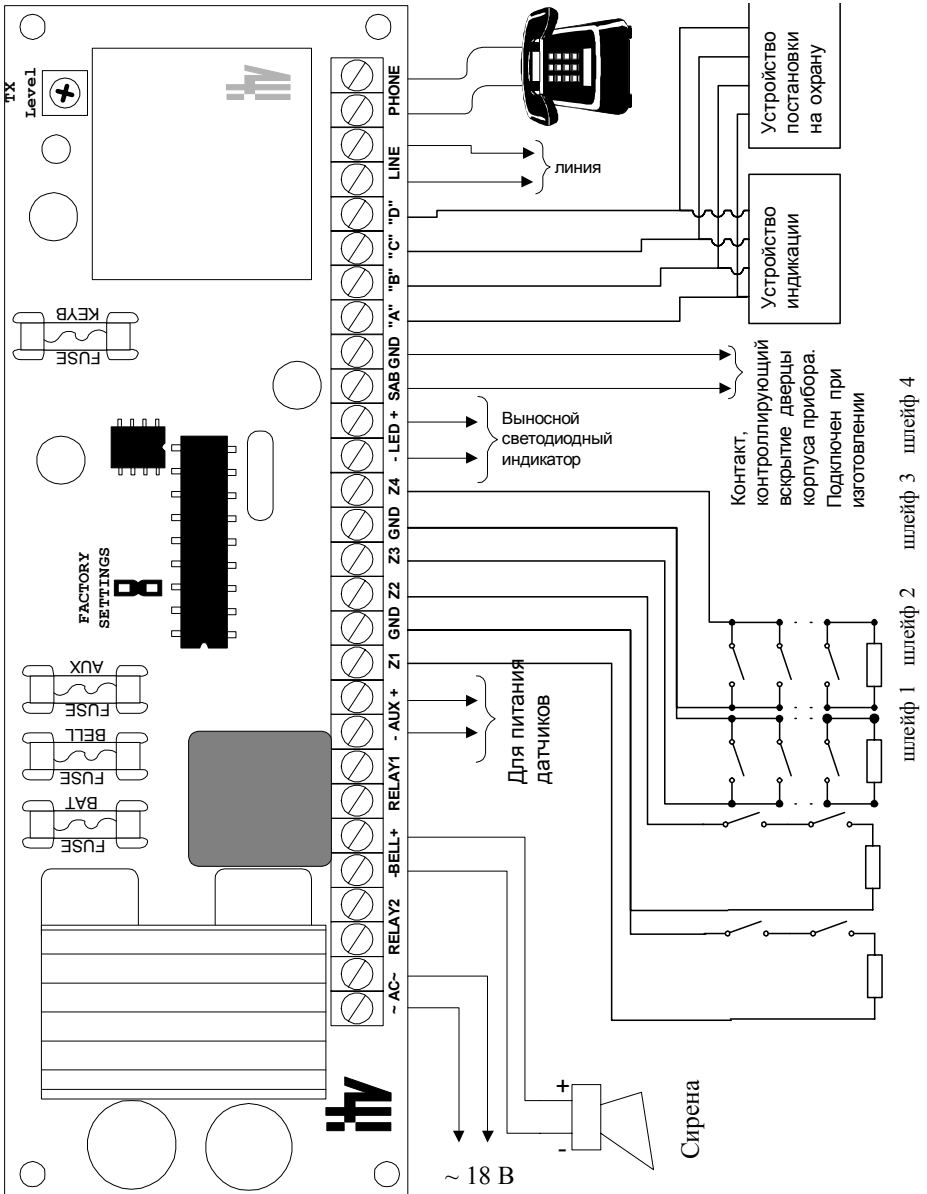 TX
Level
KEYB
FUSE
FACTORY
SETTINGS
AUX
FUSE
BELL
FUSE
BAT
FUSE
PHONE
LINE
"D"
"C"
"B"
"A"
SAB GND
- LED +
Z4
GND
Z3
Z2
GND
Z1
- AUX +
RELAY1
-BELL+
RELAY2
~ AC~
линия
Устройство
постановки
на охрану
Устройство
индикации
Контакт,
контроллирующий
вскрытие дверцы
корпуса прибора.
Подключен при
изготовлении
Выносной
светодиодный
индикатор
Для питания
датчиков
шлейф 1 шлейф 2 шлейф 3 шлейф 4
+
-
Сирена
~ 18 В